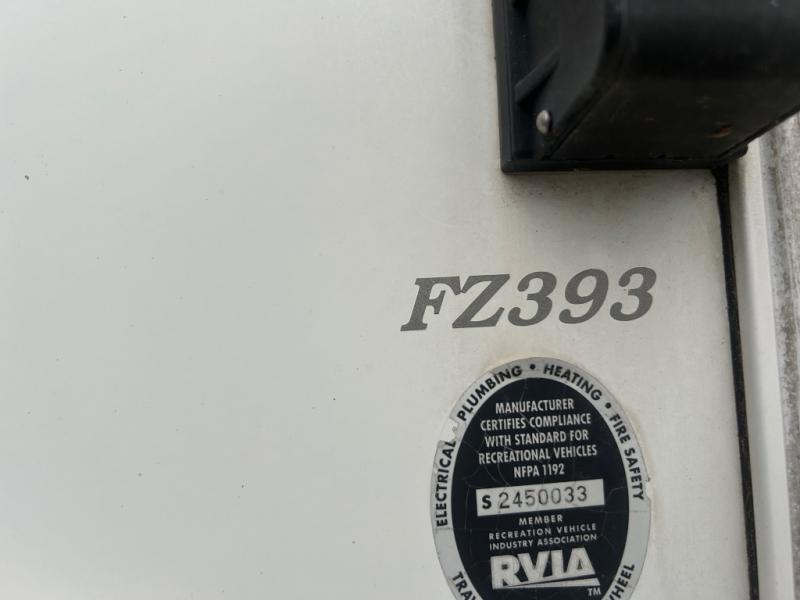 FZ393
ELECTRICAL • PLUMBING • HEATING • FIRE SAFETY
MANUFACTURER
CERTIFIES COMPLIANCE
WITH STANDARD FOR
RECREATIONAL VEHICLES
NFPA 1192
S 2450033
MEMBER
RECREATION VEHICLE
INDUSTRY ASSOCIATION
RVIA
TM